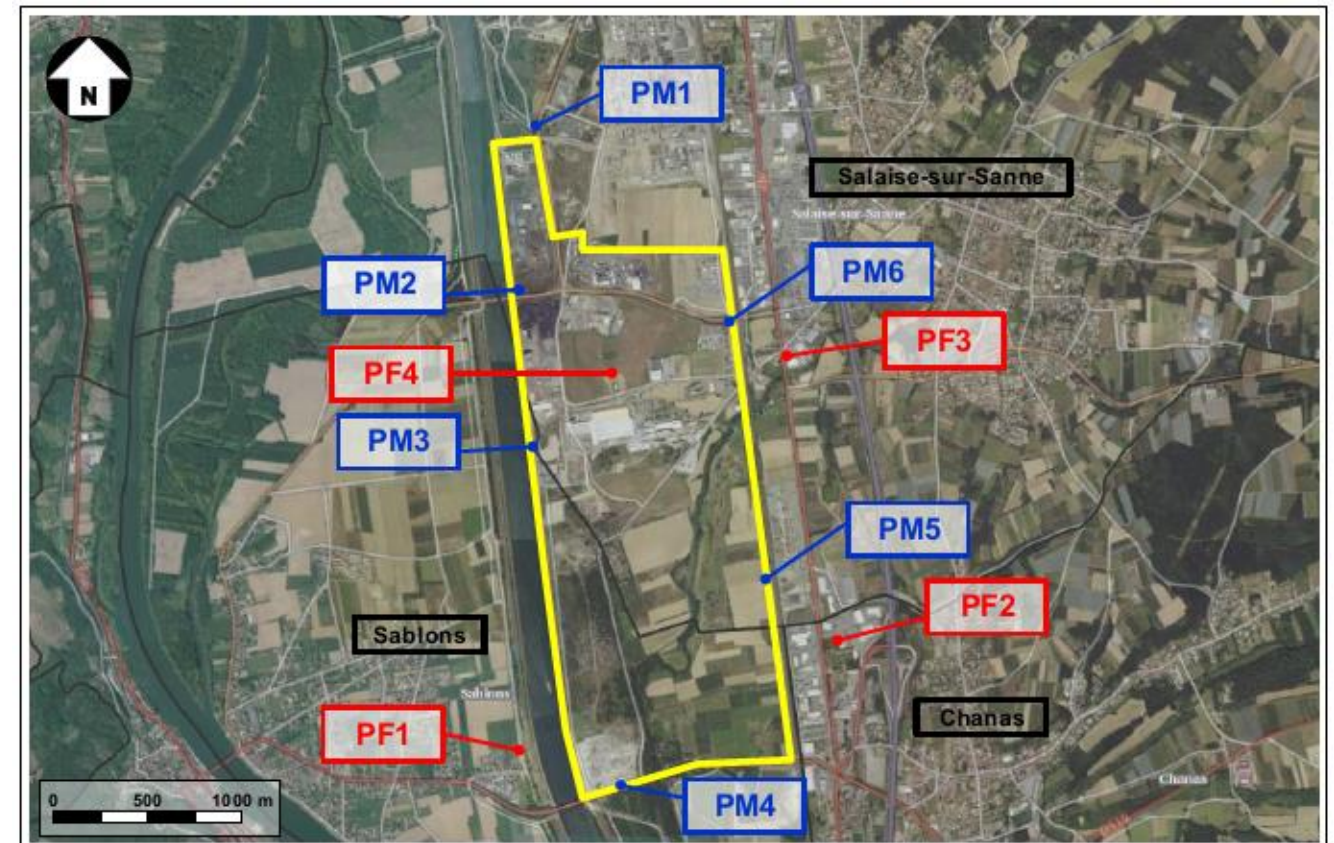 N
PM1
Salaise-sur-Sanne
Salaise-sur-Sanne
PM2
PM6
PF3
PF4
PM3
PM5
PF2
Sablons
Sablons
PF1
Chanas
Chanas
PM4
0 500 1000 m